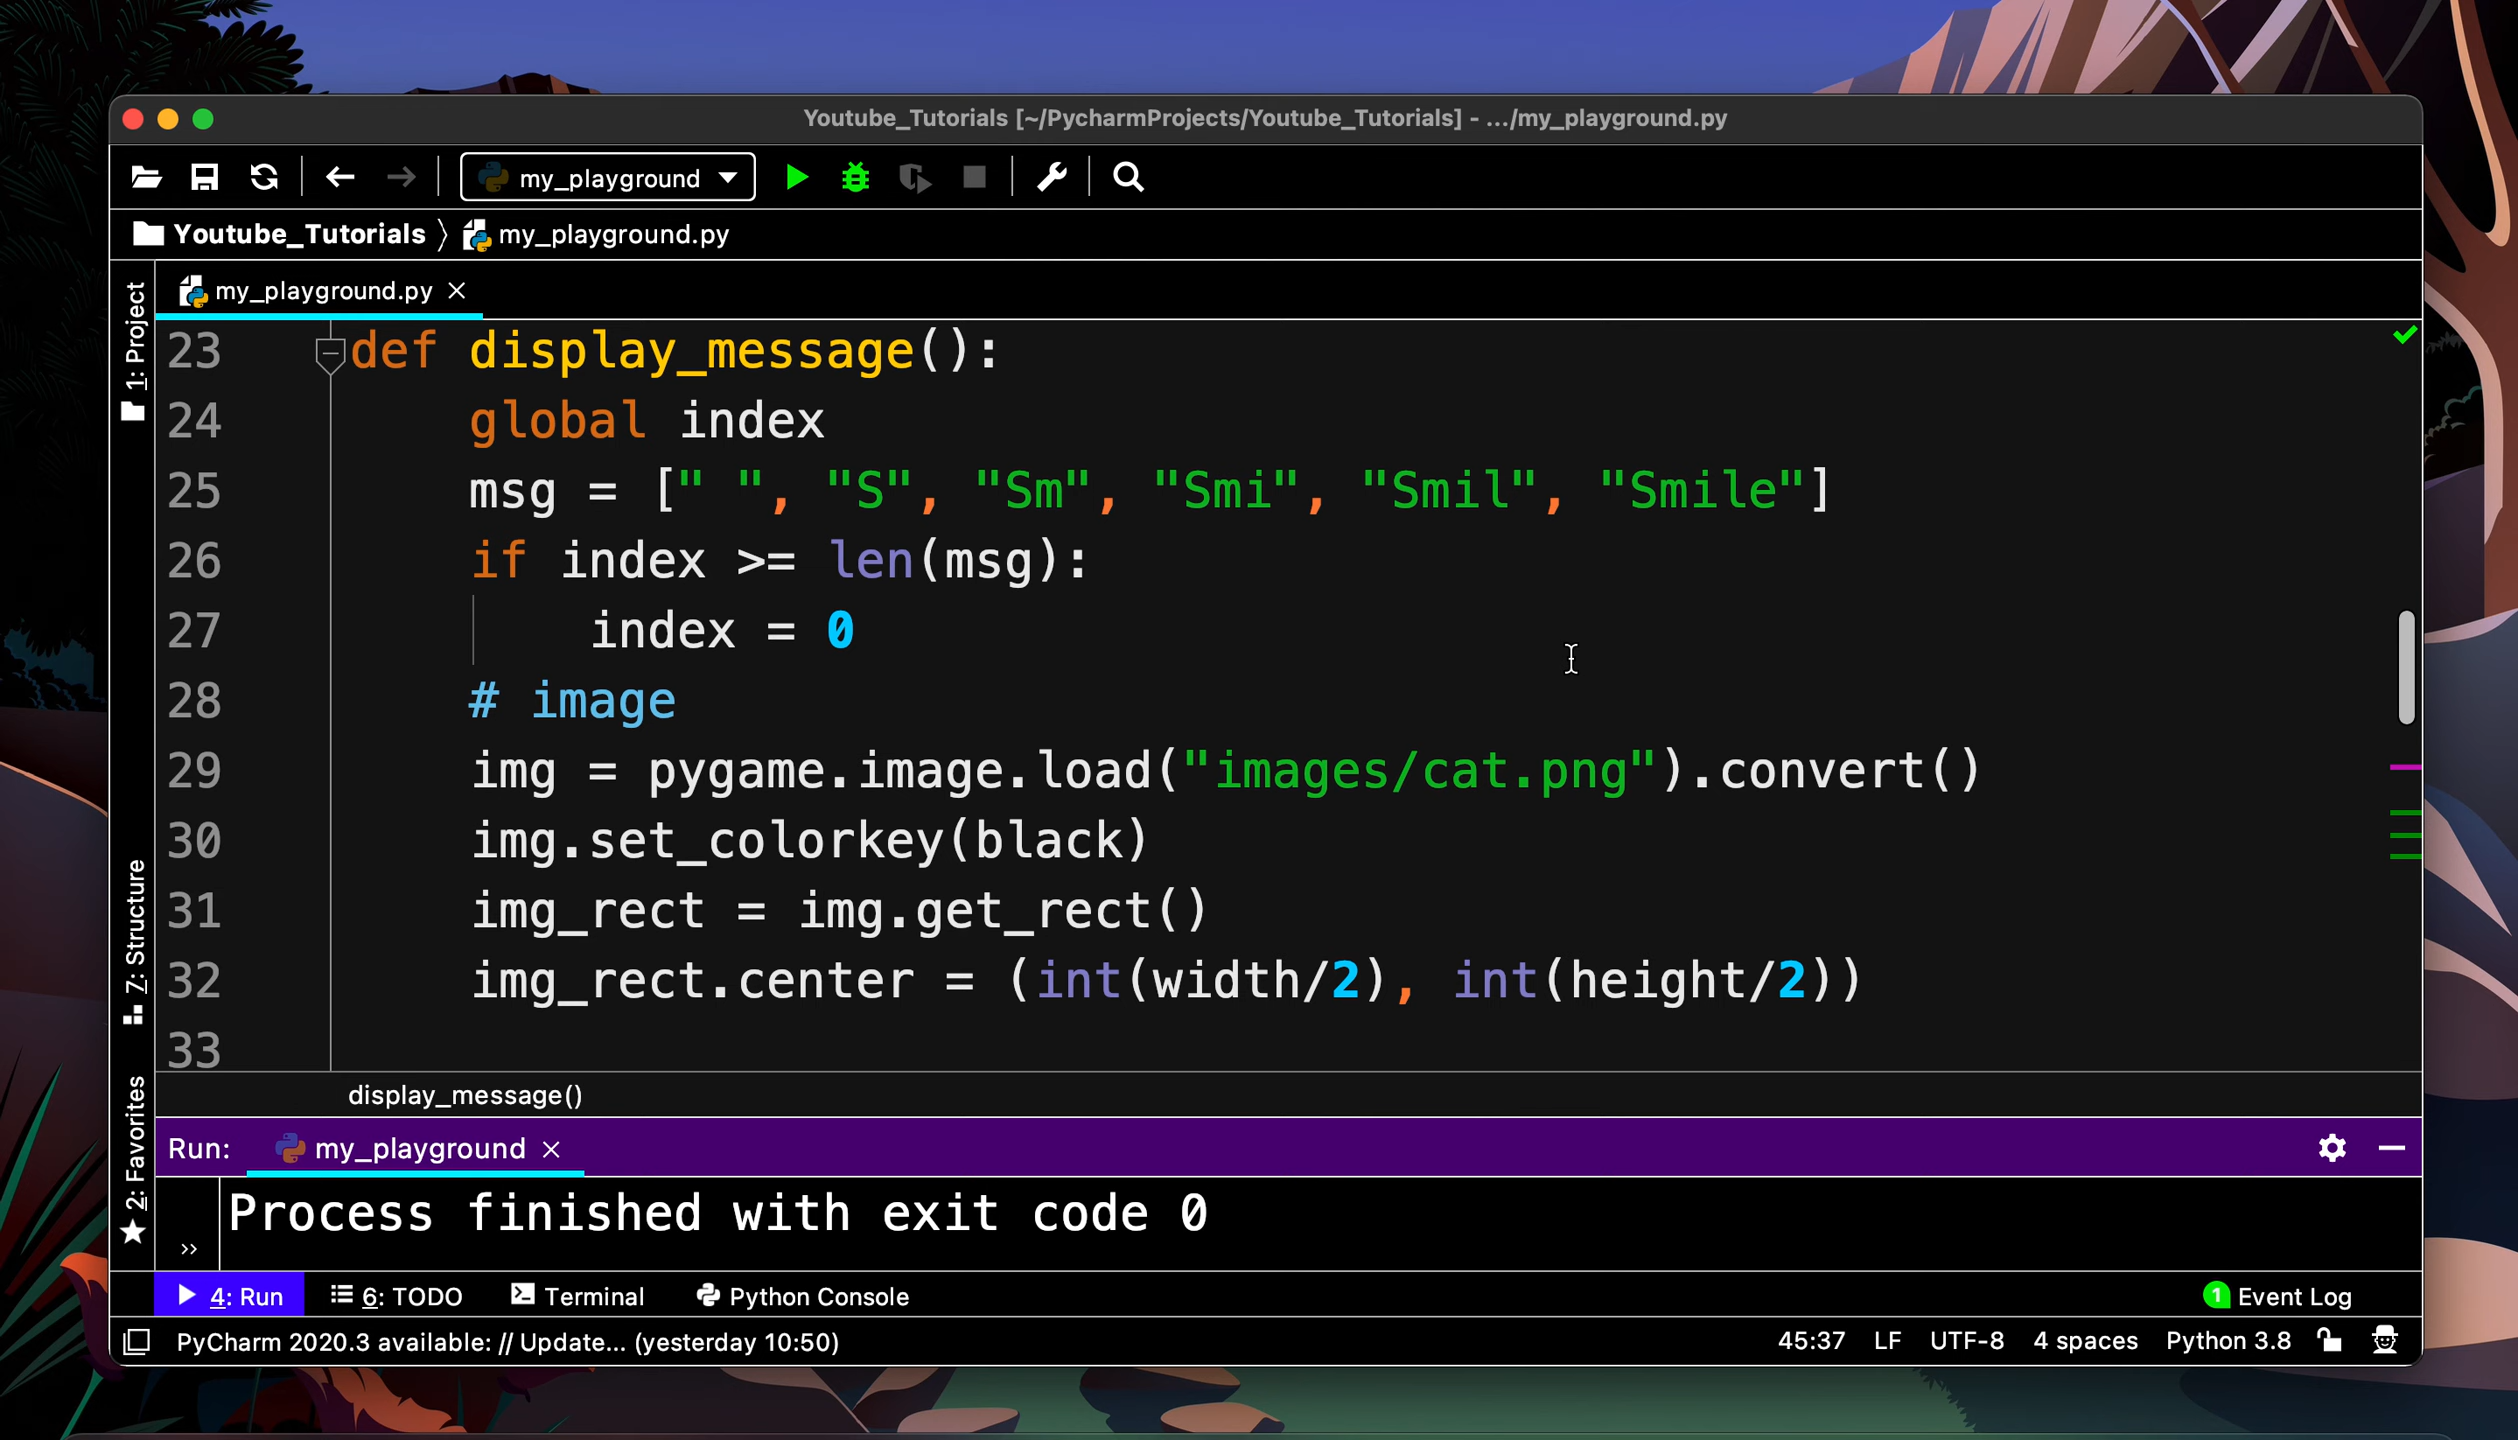 Youtube_Tutorials [~/PycharmProjects/Youtube_Tutorials] - .../my_playground.py
my_playground
Youtube_Tutorials 〉 my_playground.py
my_playground.py ×
1: Project
7: Structure
2: Favorites
23 def display_message():
24 global index
25 msg = [" ", "S", "Sm", "Smi", "Smil", "Smile"]
26 if index >= len(msg):
27 index = 0
28 # image
29 img = pygame.image.load("images/cat.png").convert()
30 img.set_colorkey(black)
31 img_rect = img.get_rect()
32 img_rect.center = (int(width/2), int(height/2))
33
display_message()
Run: my_playground ×
Process finished with exit code 0
»
4: Run 6: TODO Terminal Python Console 1 Event Log
PyCharm 2020.3 available: // Update... (yesterday 10:50) 45:37 LF UTF-8 4 spaces Python 3.8